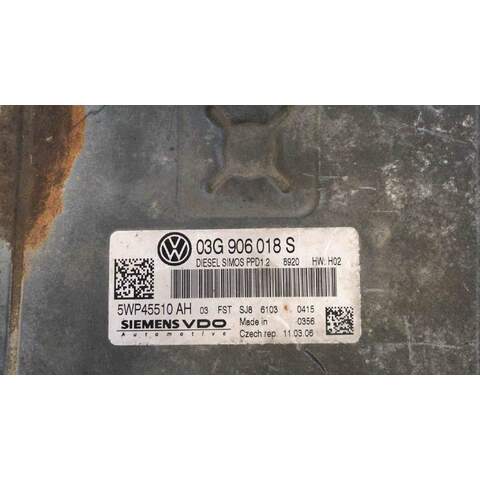 03G 906 018 S
DIESEL SIMOS PPD1.2 8920 HW: H02
5WP45510 AH 03 FST SJ8 6103 0415
SIEMENS VDO Made in 0356
Automotive Czech rep. 11.03.06